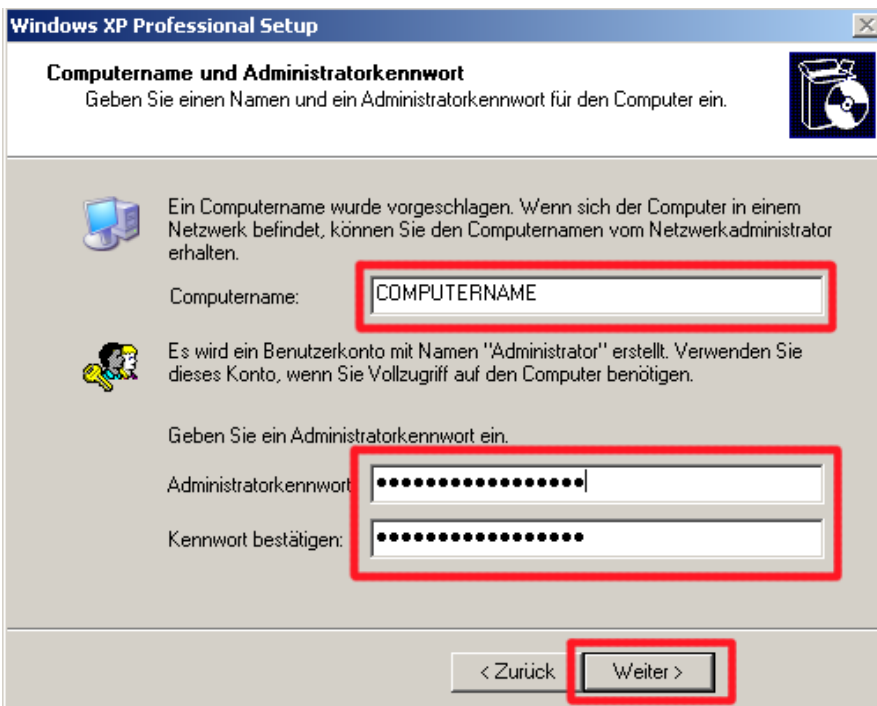 Windows XP Professional Setup
Computername und Administratorkennwort
Geben Sie einen Namen und ein Administratorkennwort für den Computer ein.
Ein Computername wurde vorgeschlagen. Wenn sich der Computer in einem
Netzwerk befindet, können Sie den Computernamen vom Netzwerkadministrator
erhalten.
Computername: COMPUTERNAME
Es wird ein Benutzerkonto mit Namen "Administrator" erstellt. Verwenden Sie
dieses Konto, wenn Sie Vollzugriff auf den Computer benötigen.
Geben Sie ein Administratorkennwort ein.
Administratorkennwort •••••••••••••••••
Kennwort bestätigen: •••••••••••••••••
< Zurück Weiter >